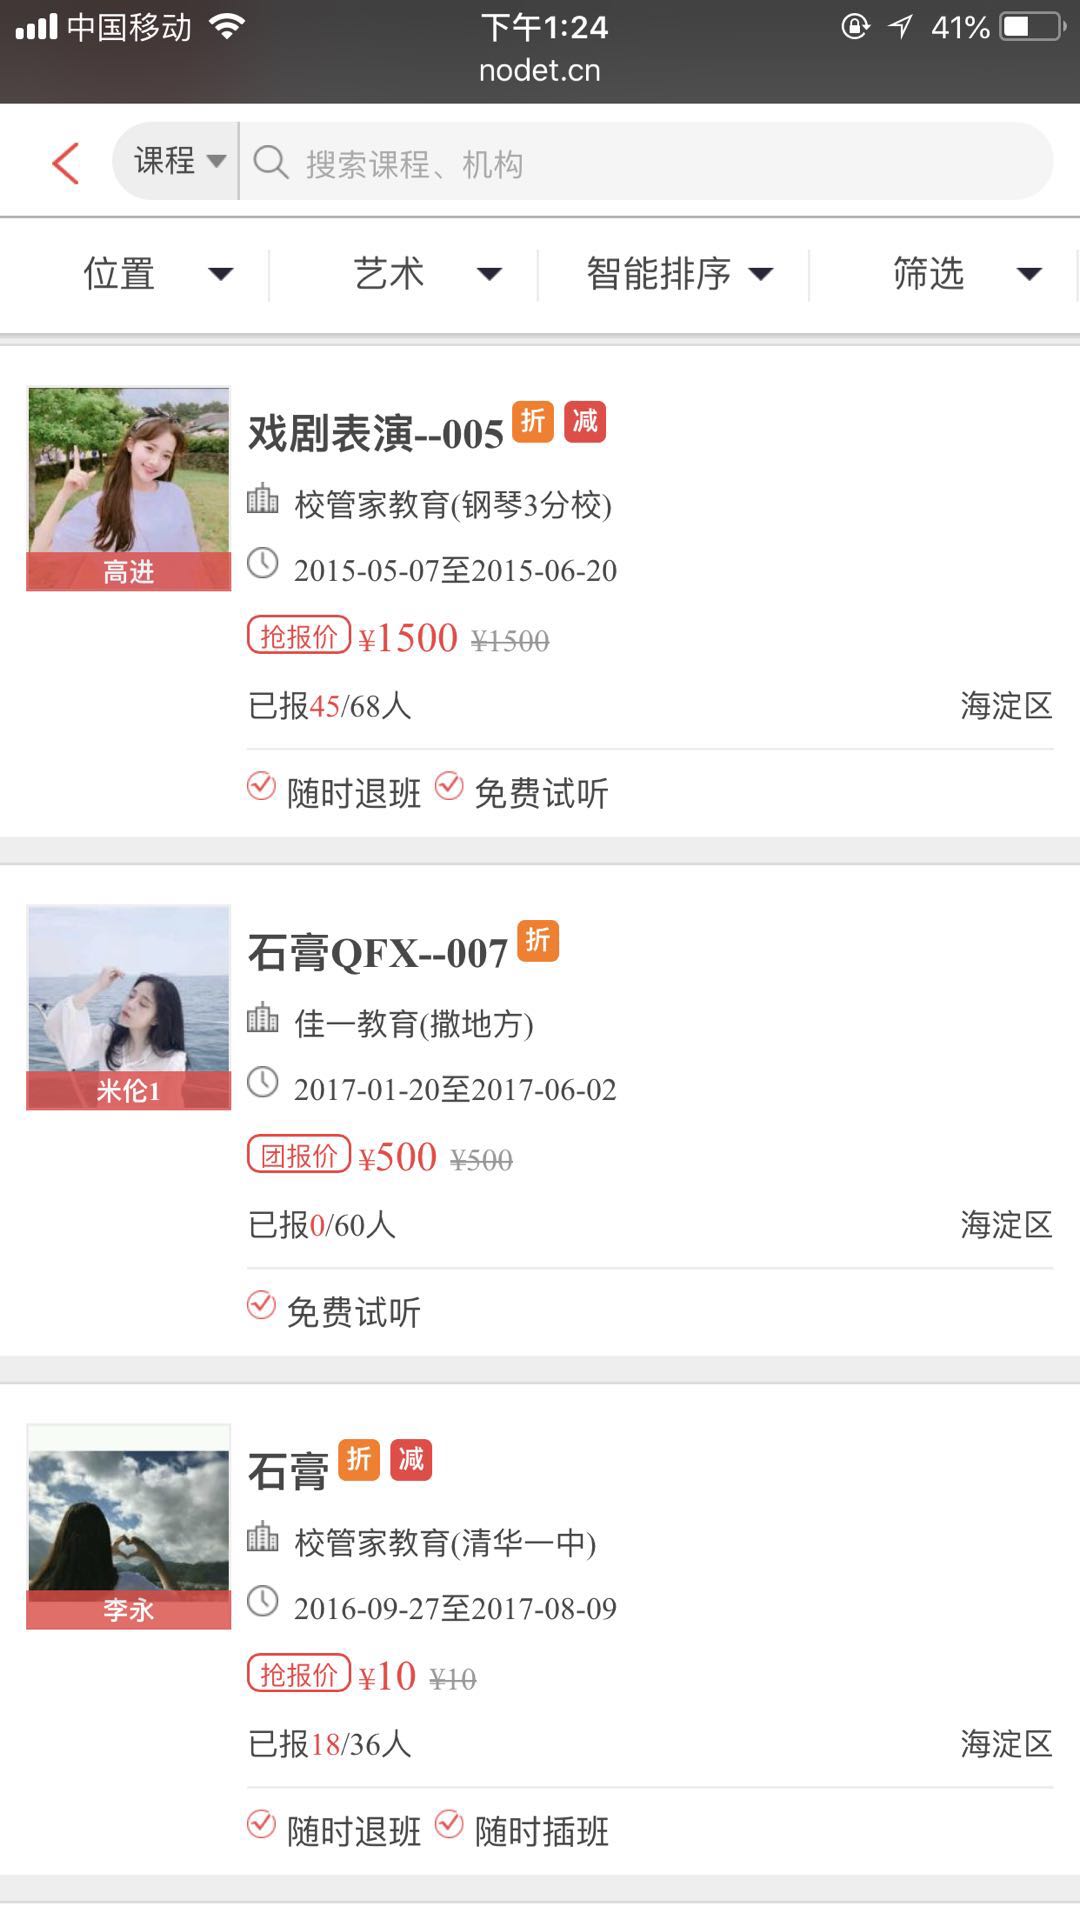 中国移动 下午1:24 41%
nodet.cn
课程 搜索课程、机构
位置 艺术 智能排序 筛选
戏剧表演--005 折 减
校管家教育(钢琴3分校)
2015-05-07至2015-06-20
高进
抢报价 ¥1500 ¥1500
已报45/68人 海淀区
随时退班 免费试听
石膏QFX--007 折
佳一教育(撒地方)
2017-01-20至2017-06-02
米伦1
团报价 ¥500 ¥500
已报0/60人 海淀区
免费试听
石膏 折 减
校管家教育(清华一中)
2016-09-27至2017-08-09
李永
抢报价 ¥10 ¥10
已报18/36人 海淀区
随时退班 随时插班